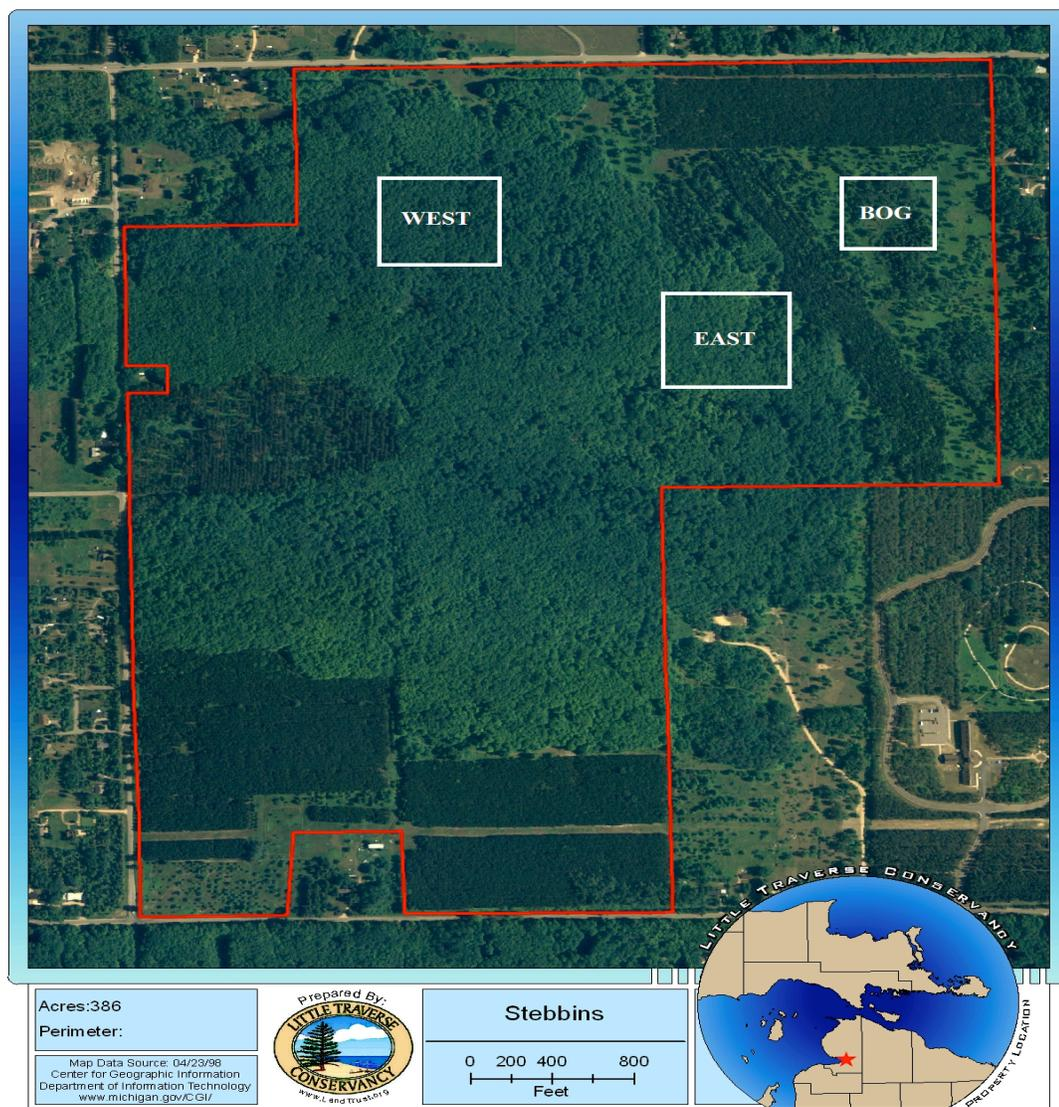 WEST
BOG
EAST
Acres:386
Perimeter:
Map Data Source: 04/23/98
Center for Geographic Information
Department of Information Technology
www.michigan.gov/CGI/
Prepared By:
LITTLE TRAVERSE
CONSERVANCY
www.LandTrust.org
Stebbins
0 200 400 800
Feet
LITTLE TRAVERSE CONSERVANCY
PROPERTY LOCATION